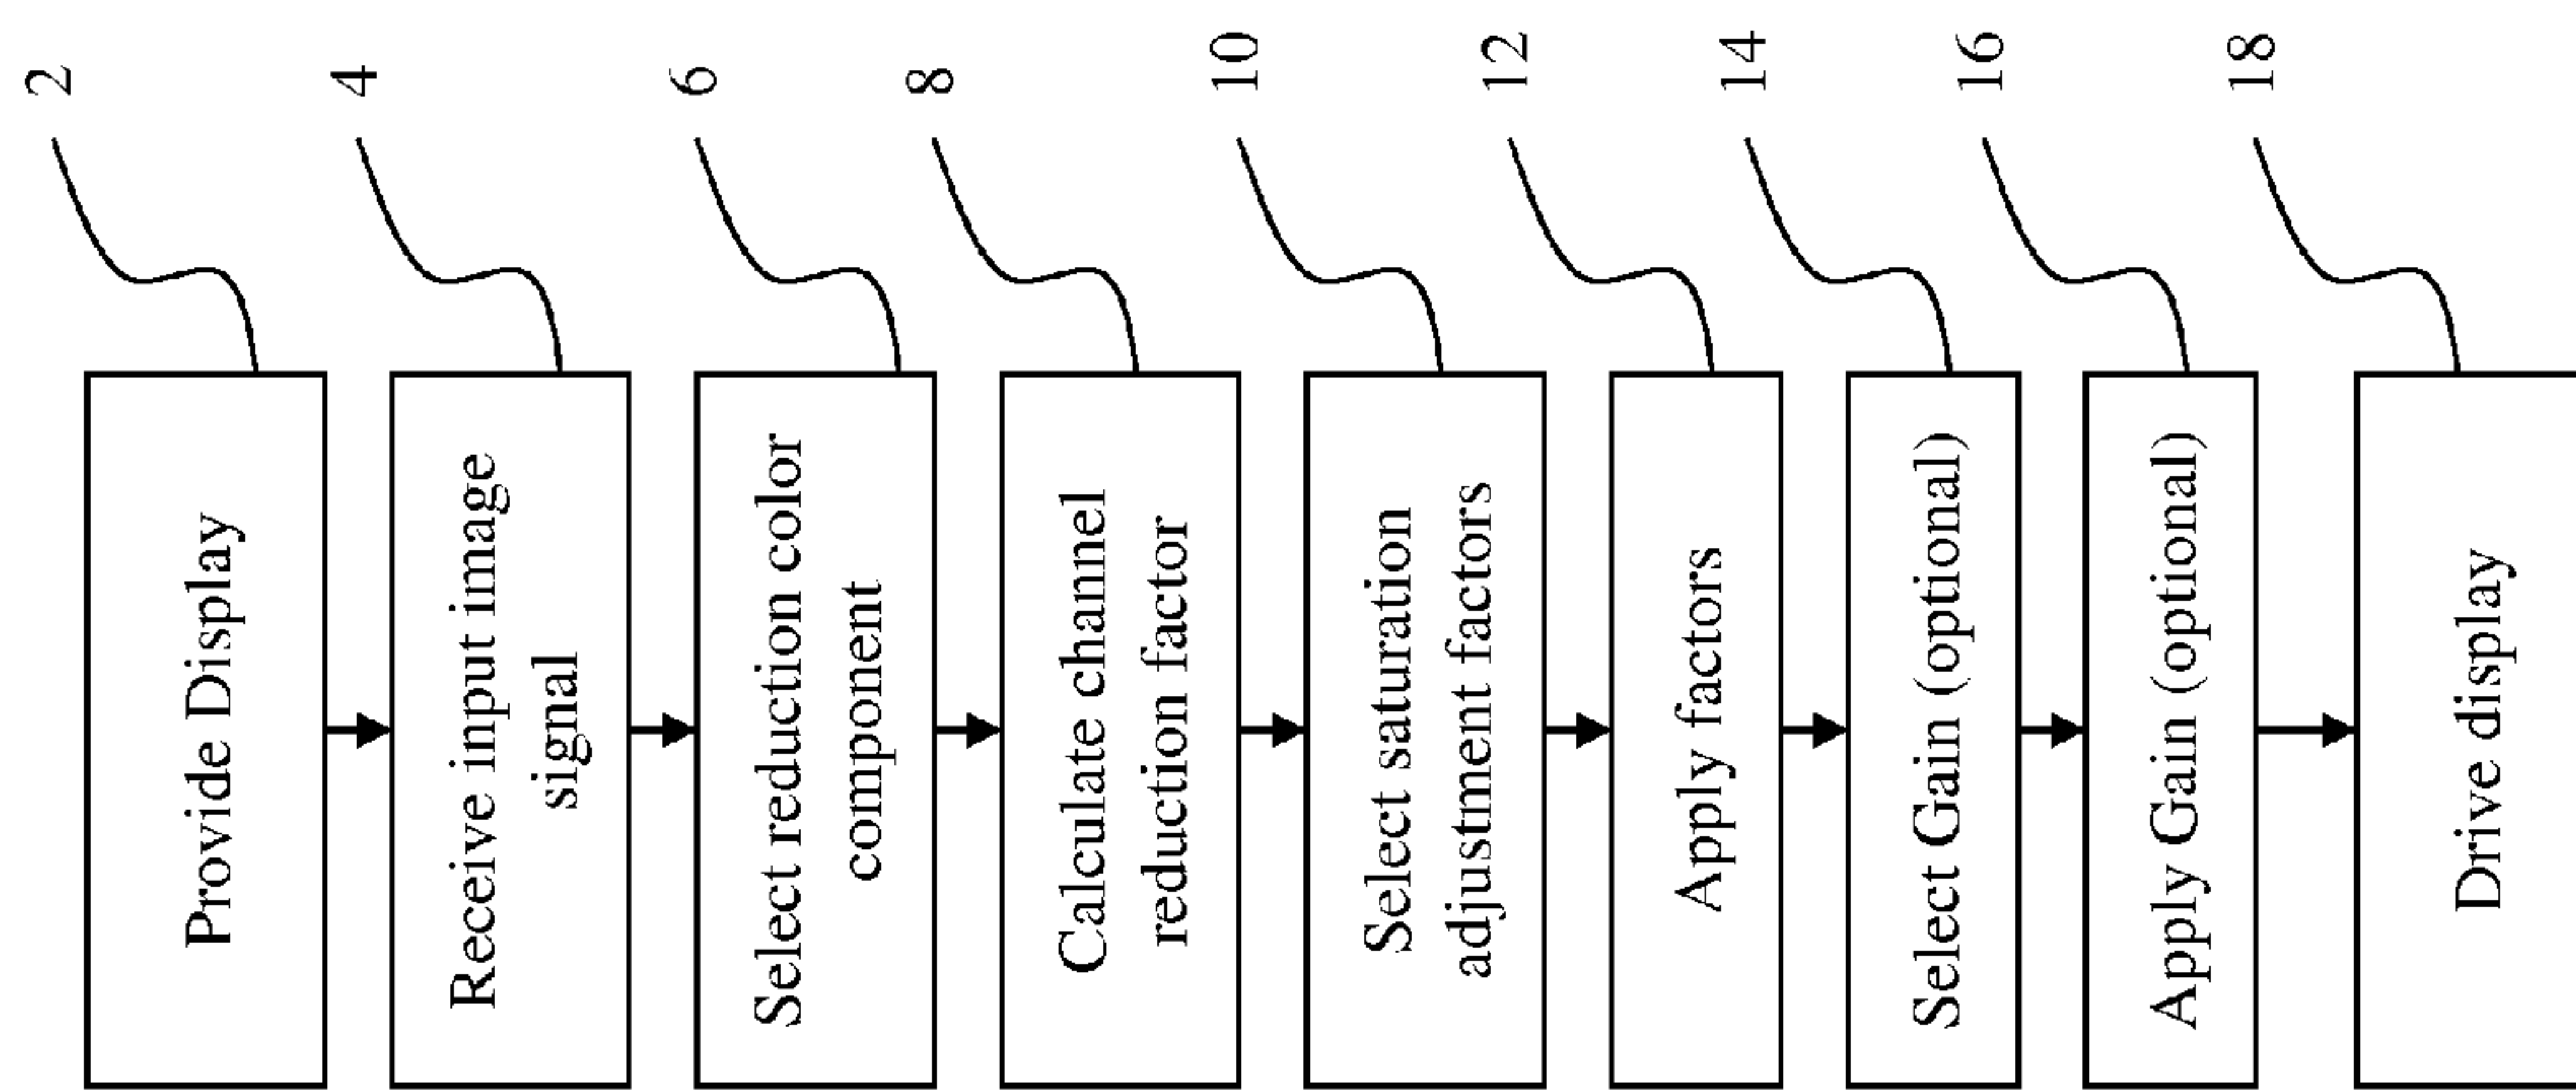 Provide Display
2
Receive input image
signal
4
Select reduction color
component
6
Calculate channel
reduction factor
8
Select saturation
adjustment factors
10
Apply factors
12
Select Gain (optional)
14
Apply Gain (optional)
16
Drive display
18